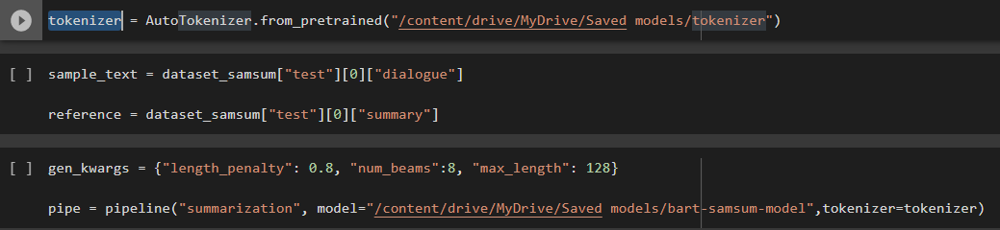 tokenizer = AutoTokenizer.from_pretrained("/content/drive/MyDrive/Saved models/tokenizer")
[ ] sample_text = dataset_samsum["test"][0]["dialogue"]
reference = dataset_samsum["test"][0]["summary"]
[ ] gen_kwargs = {"length_penalty": 0.8, "num_beams":8, "max_length": 128}
pipe = pipeline("summarization", model="/content/drive/MyDrive/Saved models/bart-samsum-model",tokenizer=tokenizer)